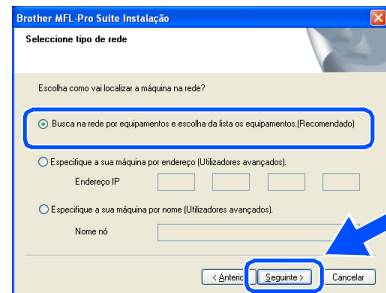 Brother MFL-Pro Suite Instalação
Seleccione tipo de rede
Escolha como vai localizar a máquina na rede?
Busca na rede por equipamentos e escolha da lista os equipamentos.(Recomendado)
Especifique a sua máquina por endereço (Utilizadores avançados).
Endereço IP
Especifique a sua máquina por nome (Utilizadores avançados).
Nome nó
< Anterio Seguinte > Cancelar